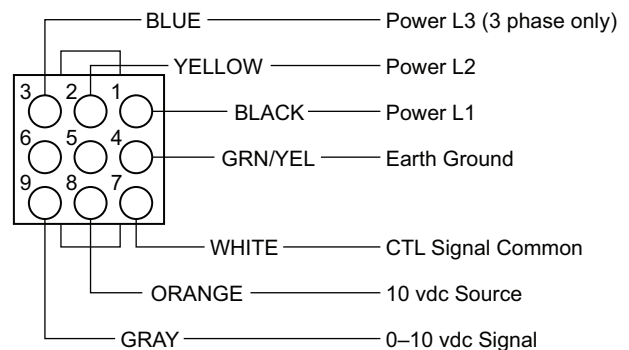 BLUE Power L3 (3 phase only)
YELLOW Power L2
3 2 1
BLACK Power L1
6 5 4
GRN/YEL Earth Ground
9 8 7
WHITE CTL Signal Common
ORANGE 10 vdc Source
GRAY 0–10 vdc Signal